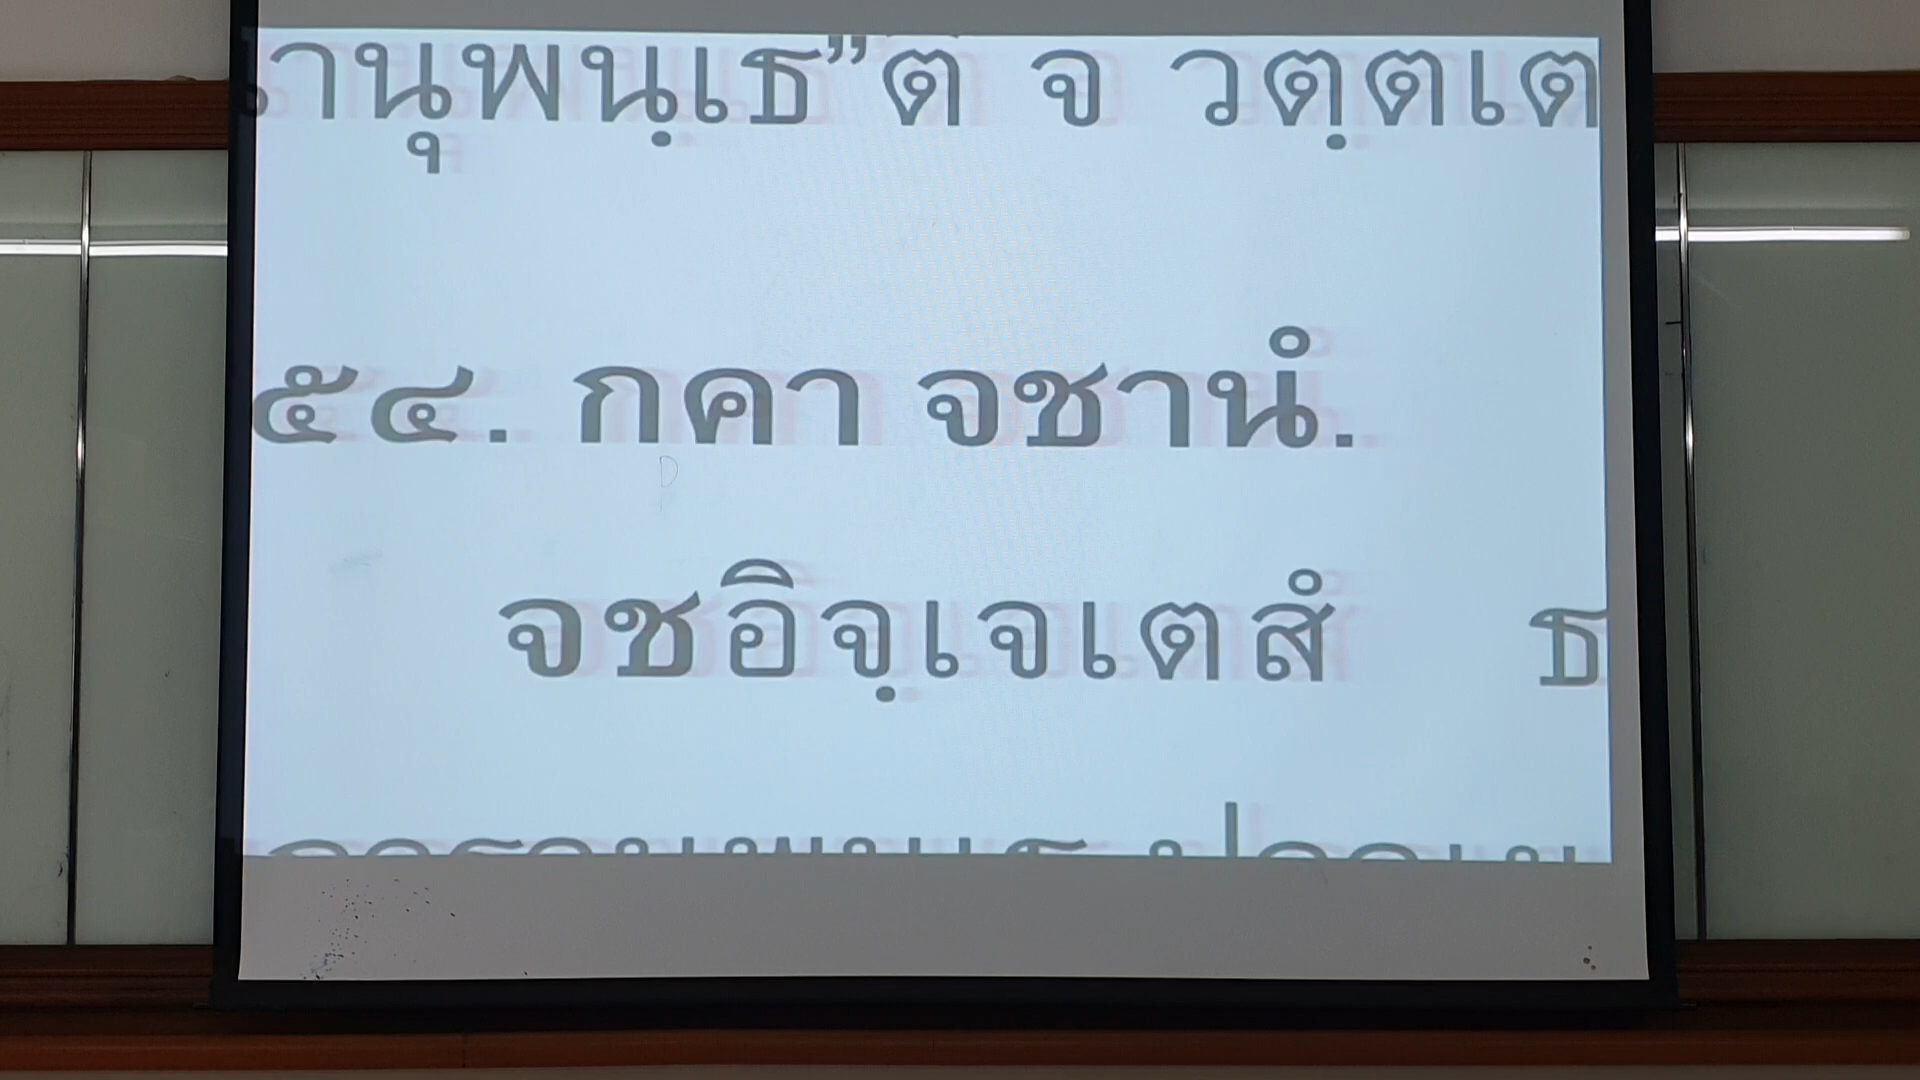 านุพนฺเธ”ติ จ วตฺตเต
๕๔. กคา จชานํ.
จชอิจฺเจเตสํ ธ